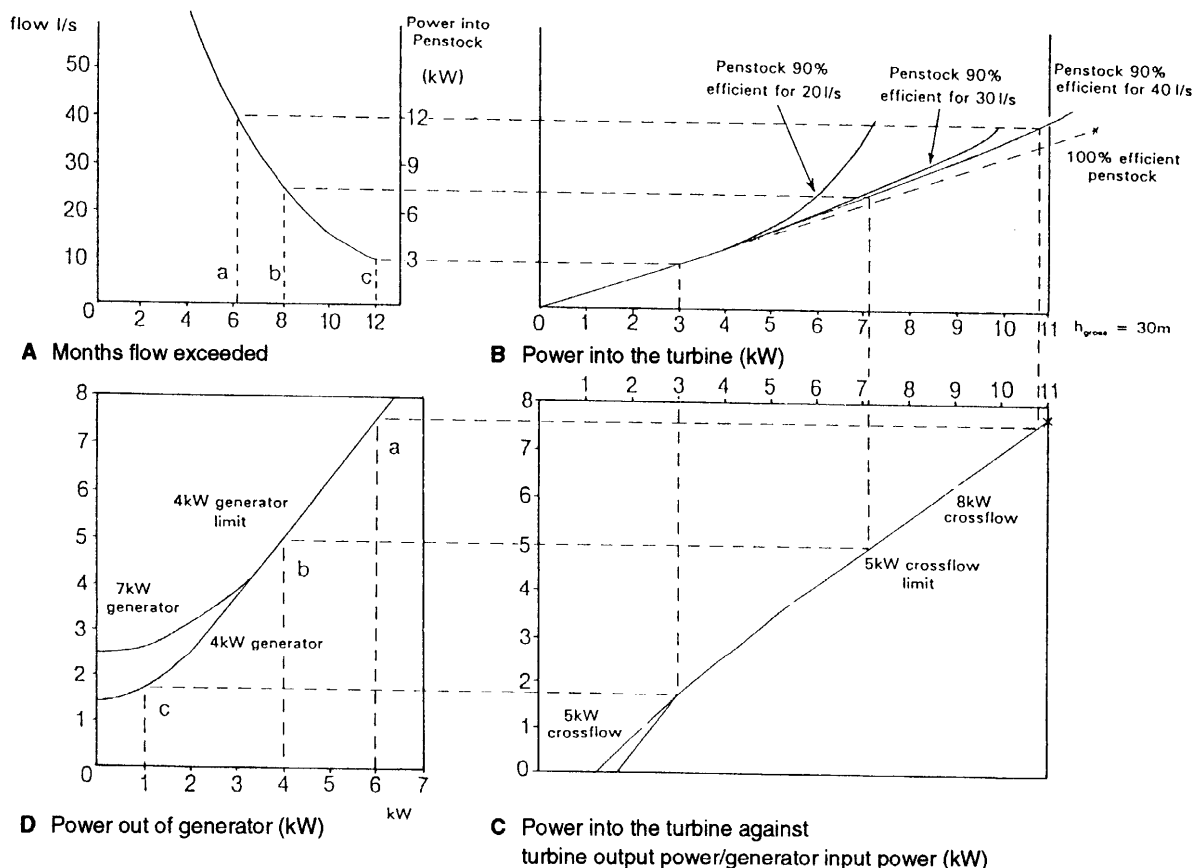 flow l/s
50
40
30
20
10
0
0 2 4 6 8 10 12
a
b
c
Power into
Penstock
(kW)
12
9
6
3
A Months flow exceeded
Penstock 90%
efficient for 20 l/s
Penstock 90%
efficient for 30 l/s
Penstock 90%
efficient for 40 l/s
100% efficient
penstock
0 1 2 3 4 5 6 7 8 9 10 11
h gross = 30m
B Power into the turbine (kW)
8
7
6
5
4
3
2
1
0
4kW generator
limit
7kW
generator
4kW generator
a
b
c
0 1 2 3 4 5 6 7
kW
D Power out of generator (kW)
1 2 3 4 5 6 7 8 9 10 11
8
7
6
5
4
3
2
1
0
8kW
crossflow
5kW crossflow
limit
5kW
crossflow
C Power into the turbine against
turbine output power/generator input power (kW)